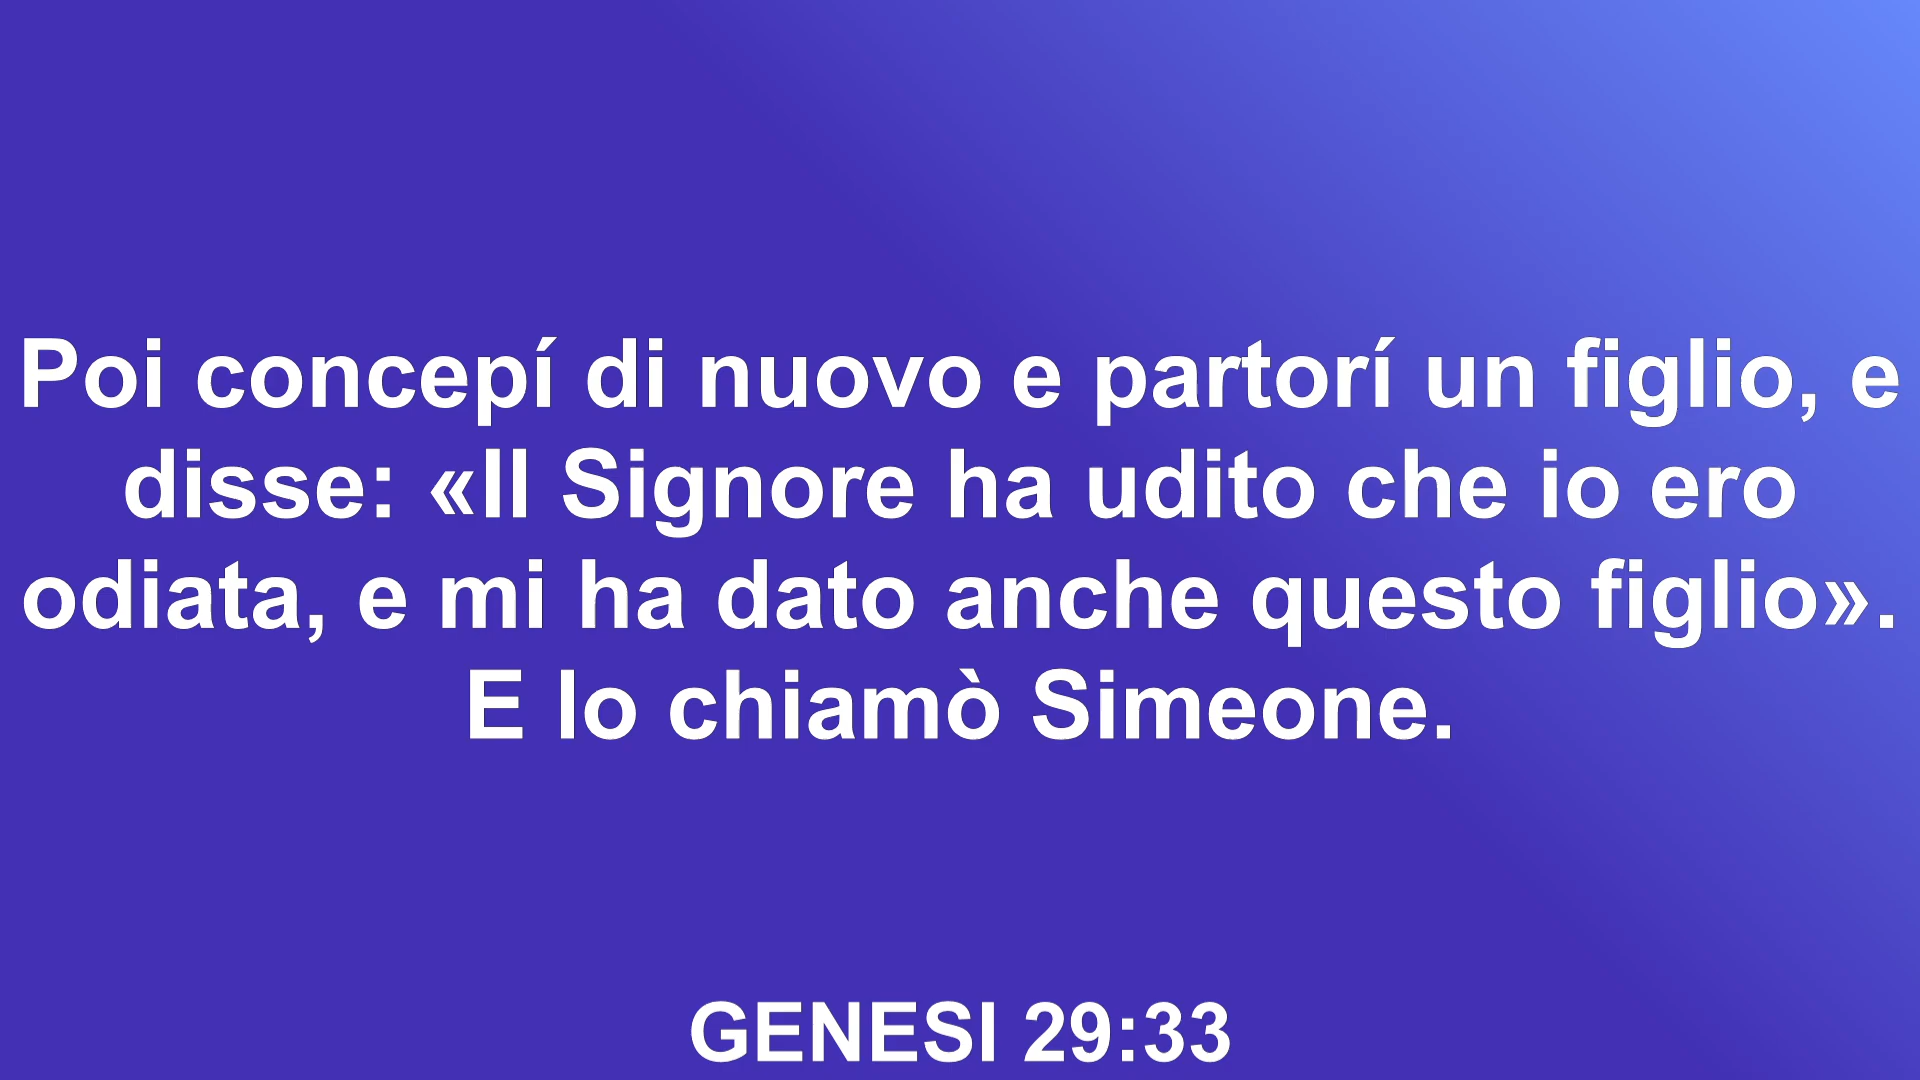 Poi concepí di nuovo e partorí un figlio, e
disse: «Il Signore ha udito che io ero
odiata, e mi ha dato anche questo figlio».
E lo chiamò Simeone.
GENESI 29:33